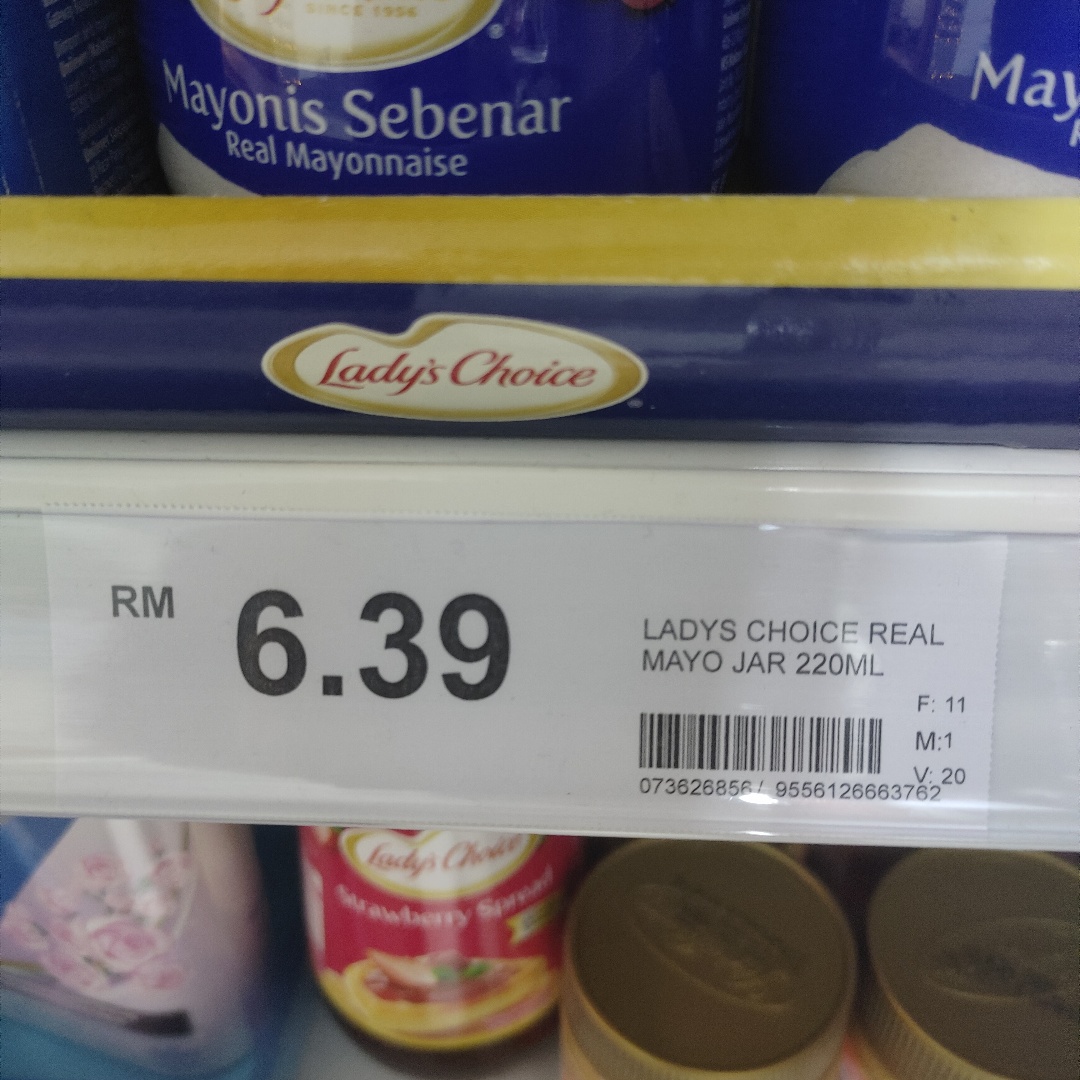 SINCE 1956
Mayonis Sebenar
Real Mayonnaise
May
Lady's Choice
RM
6.39
LADYS CHOICE REAL
MAYO JAR 220ML
F: 11
M:1
V: 20
073626856/ 9556126663762
Lady's Choice
Strawberry Spread